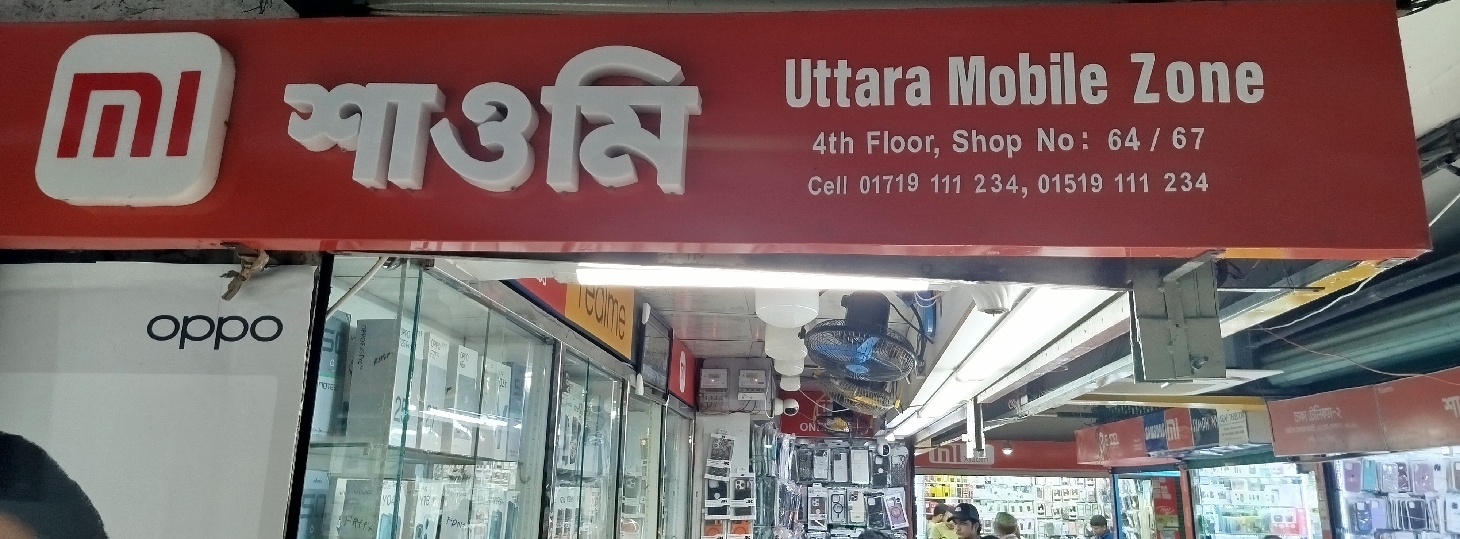 mi
শাওমি
Uttara Mobile Zone
4th Floor, Shop No: 64 / 67
Cell 01719 111 234, 01519 111 234
oppo
realme